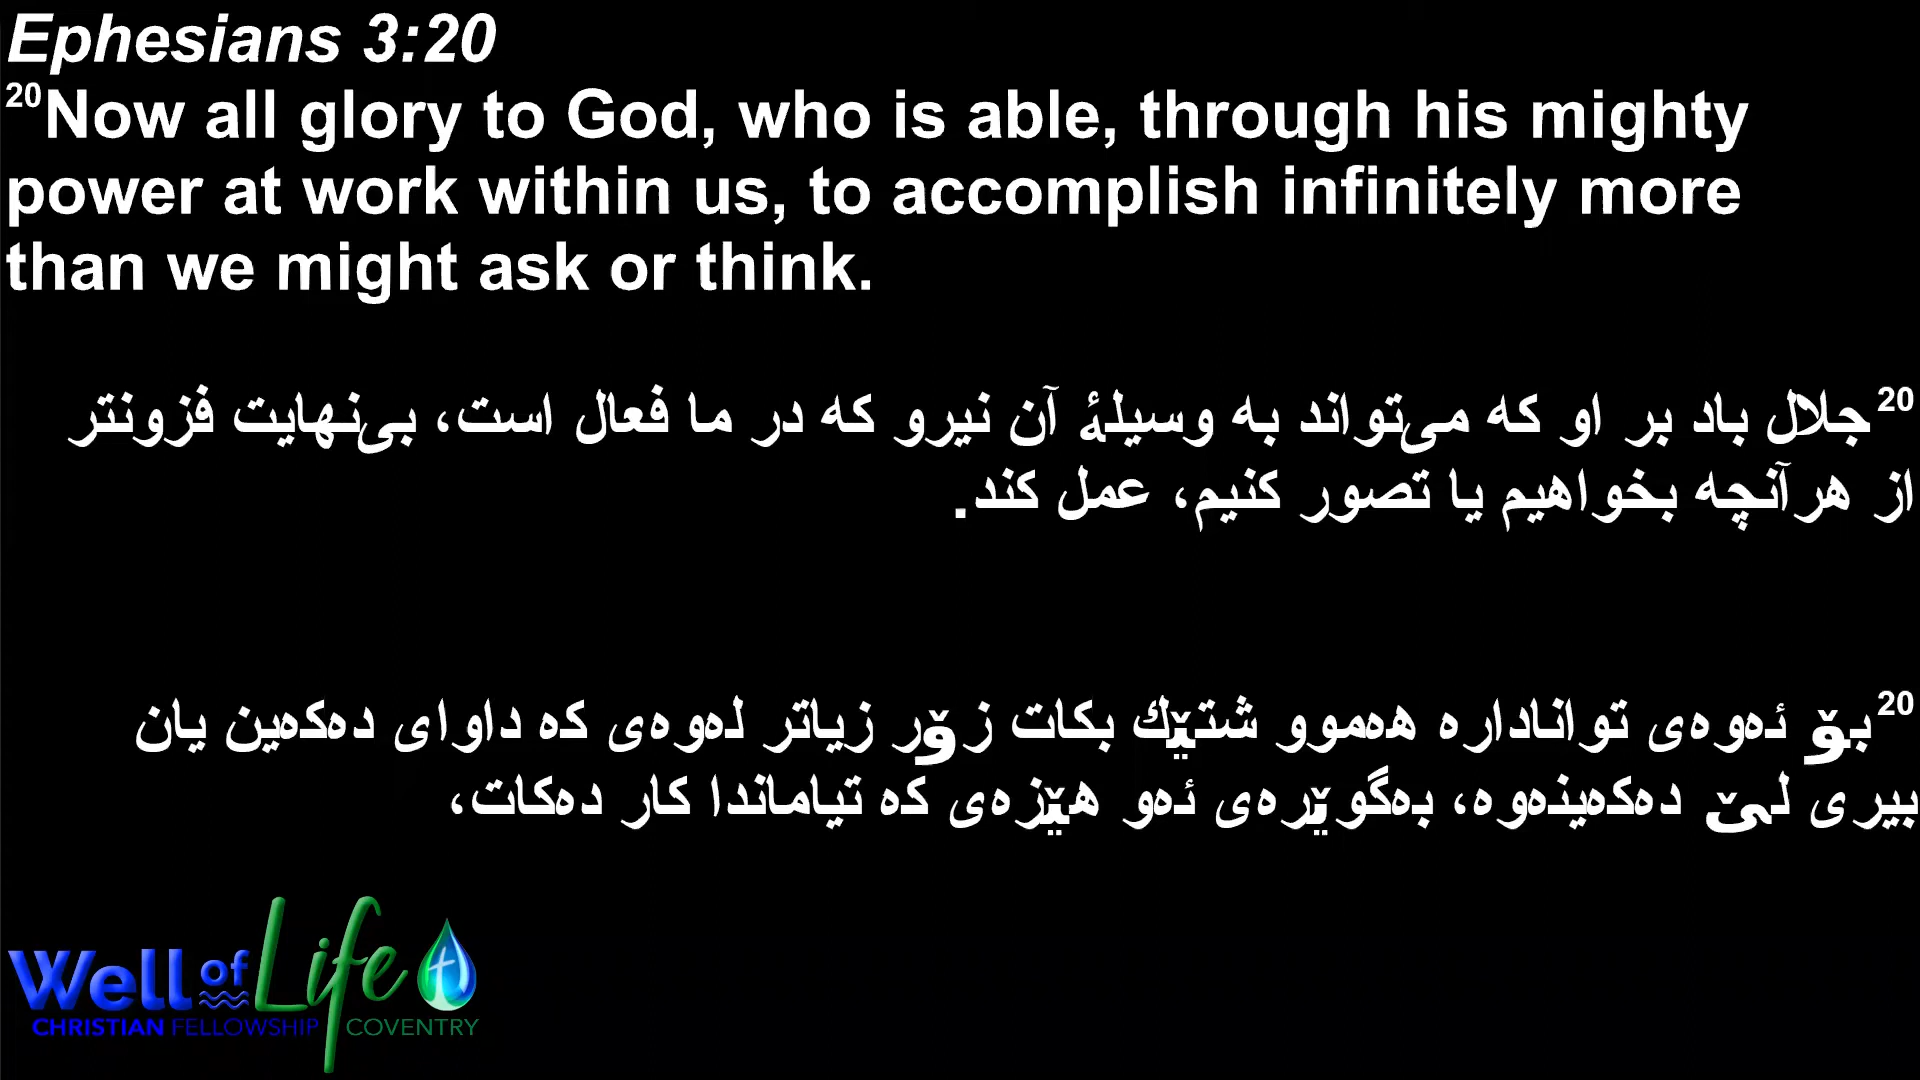 Ephesians 3:20
20Now all glory to God, who is able, through his mighty
power at work within us, to accomplish infinitely more
than we might ask or think.
20جلال باد بر او که می‌تواند به وسیلهٔ آن نیرو که در ما فعال است، بی‌نهایت فزونتر
از هرآنچه بخواهیم یا تصور کنیم، عمل کند.
20بۆ ئەوەی تواناداره هەموو شتێك بكات زۆر زیاتر لەوەی كە داوای دەكەین یان
بیری لێ دەكەینەوە، بەگوێرەی ئەو هێزەی كە تیاماندا كار دەكات،
Well of Life
CHRISTIAN FELLOWSHIP COVENTRY